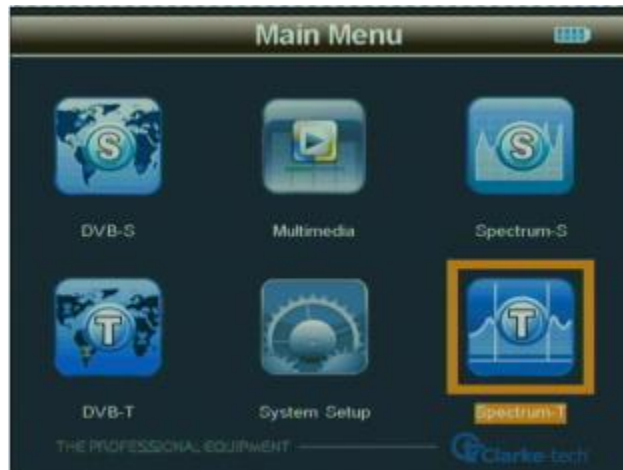 Main Menu
S
S
DVB-S
Multimedia
Spectrum-S
T
T
DVB-T
System Setup
Spectrum-T
THE PROFESSIONAL EQUIPMENT
Clarke-tech